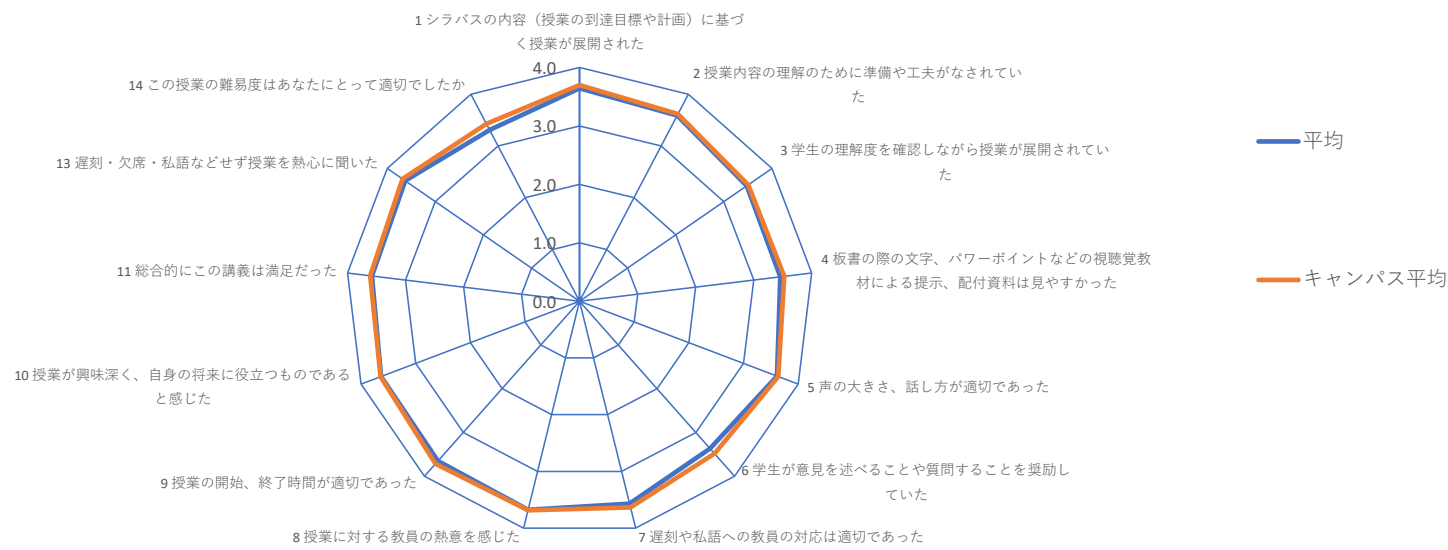 1 シラバスの内容（授業の到達目標や計画）に基づ
く授業が展開された
2 授業内容の理解のために準備や工夫がなされてい
た
3 学生の理解度を確認しながら授業が展開されてい
た
4 板書の際の文字、パワーポイントなどの視聴覚教
材による提示、配付資料は見やすかった
5 声の大きさ、話し方が適切であった
6 学生が意見を述べることや質問することを奨励し
ていた
7 遅刻や私語への教員の対応は適切であった
8 授業に対する教員の熱意を感じた
9 授業の開始、終了時間が適切であった
10 授業が興味深く、自身の将来に役立つものである
と感じた
11 総合的にこの講義は満足だった
13 遅刻・欠席・私語などせず授業を熱心に聞いた
14 この授業の難易度はあなたにとって適切でしたか
4.0
3.0
2.0
1.0
0.0
平均
キャンパス平均